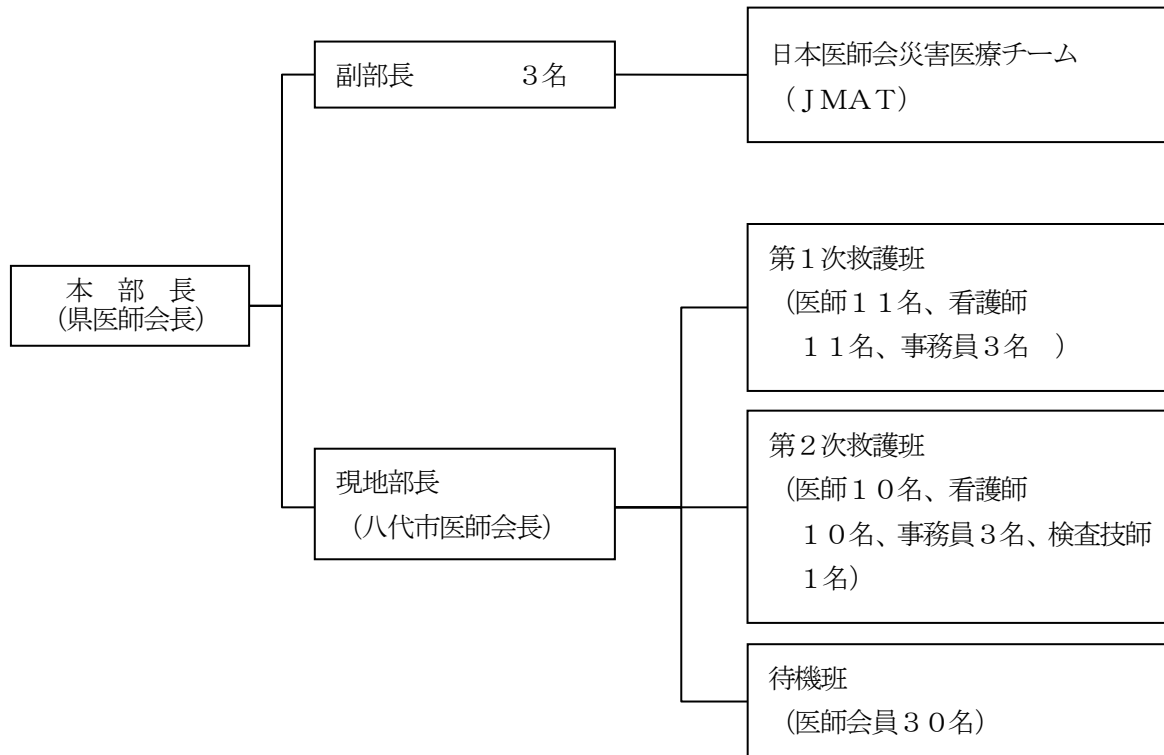 副部長　　　　３名
日本医師会災害医療チーム
（ＪＭＡＴ）
本　部　長
(県医師会長)
第１次救護班
（医師１１名、看護師
１１名、事務員３名　）
第２次救護班
（医師１０名、看護師
１０名、事務員３名、検査技師
１名）
現地部長
（八代市医師会長）
待機班
（医師会員３０名）